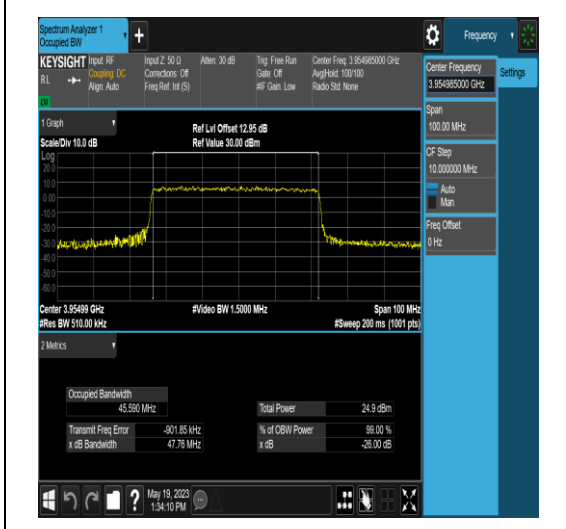 Spectrum Analyzer 1
Occupied BW
+
Frequency
KEYSIGHT
RL
Input: RF
Coupling: DC
Align: Auto
Input Z: 50 Ω
Corrections: Off
Freq Ref: Int (S)
Atten: 30 dB
Trig: Free Run
Gate: Off
#IF Gain: Low
Center Freq: 3.954985000 GHz
Avg|Hold: 100/100
Radio Std: None
LXI
Center Frequency
3.954985000 GHz
Settings
Span
100.00 MHz
CF Step
10.000000 MHz
Auto
Man
Freq Offset
0 Hz
1 Graph
Scale/Div 10.0 dB
Ref Lvl Offset 12.95 dB
Ref Value 30.00 dBm
Log
20.0
10.0
0.00
-10.0
-20.0
-30.0
-40.0
-50.0
-60.0
Center 3.95499 GHz
#Res BW 510.00 kHz
#Video BW 1.5000 MHz
Span 100 MHz
#Sweep 200 ms (1001 pts)
2 Metrics
Occupied Bandwidth
45.590 MHz
Total Power 24.9 dBm
Transmit Freq Error -901.85 kHz
% of OBW Power 99.00 %
x dB Bandwidth 47.76 MHz
x dB -26.00 dB
?
May 19, 2023
1:34:10 PM